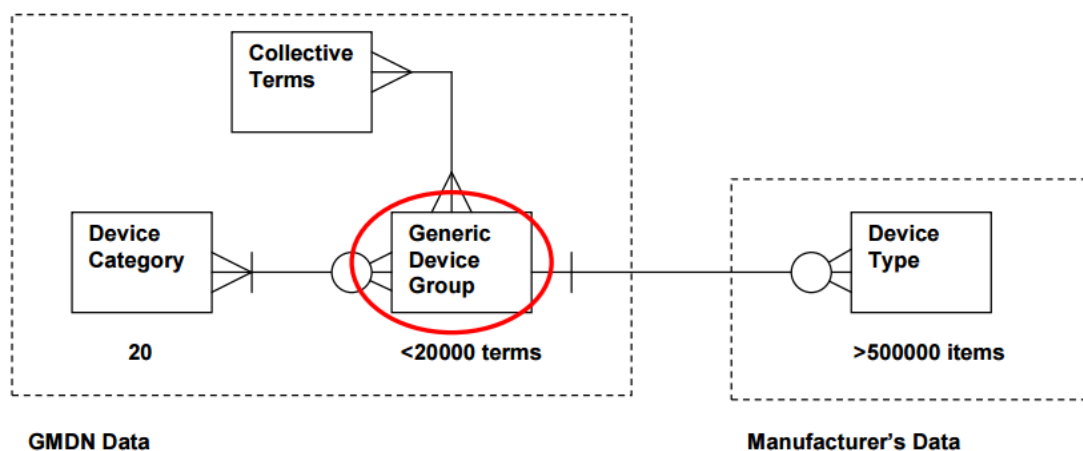 Collective
Terms
Device
Category
Generic
Device
Group
Device
Type
20
<20000 terms
>500000 items
GMDN Data
Manufacturer's Data